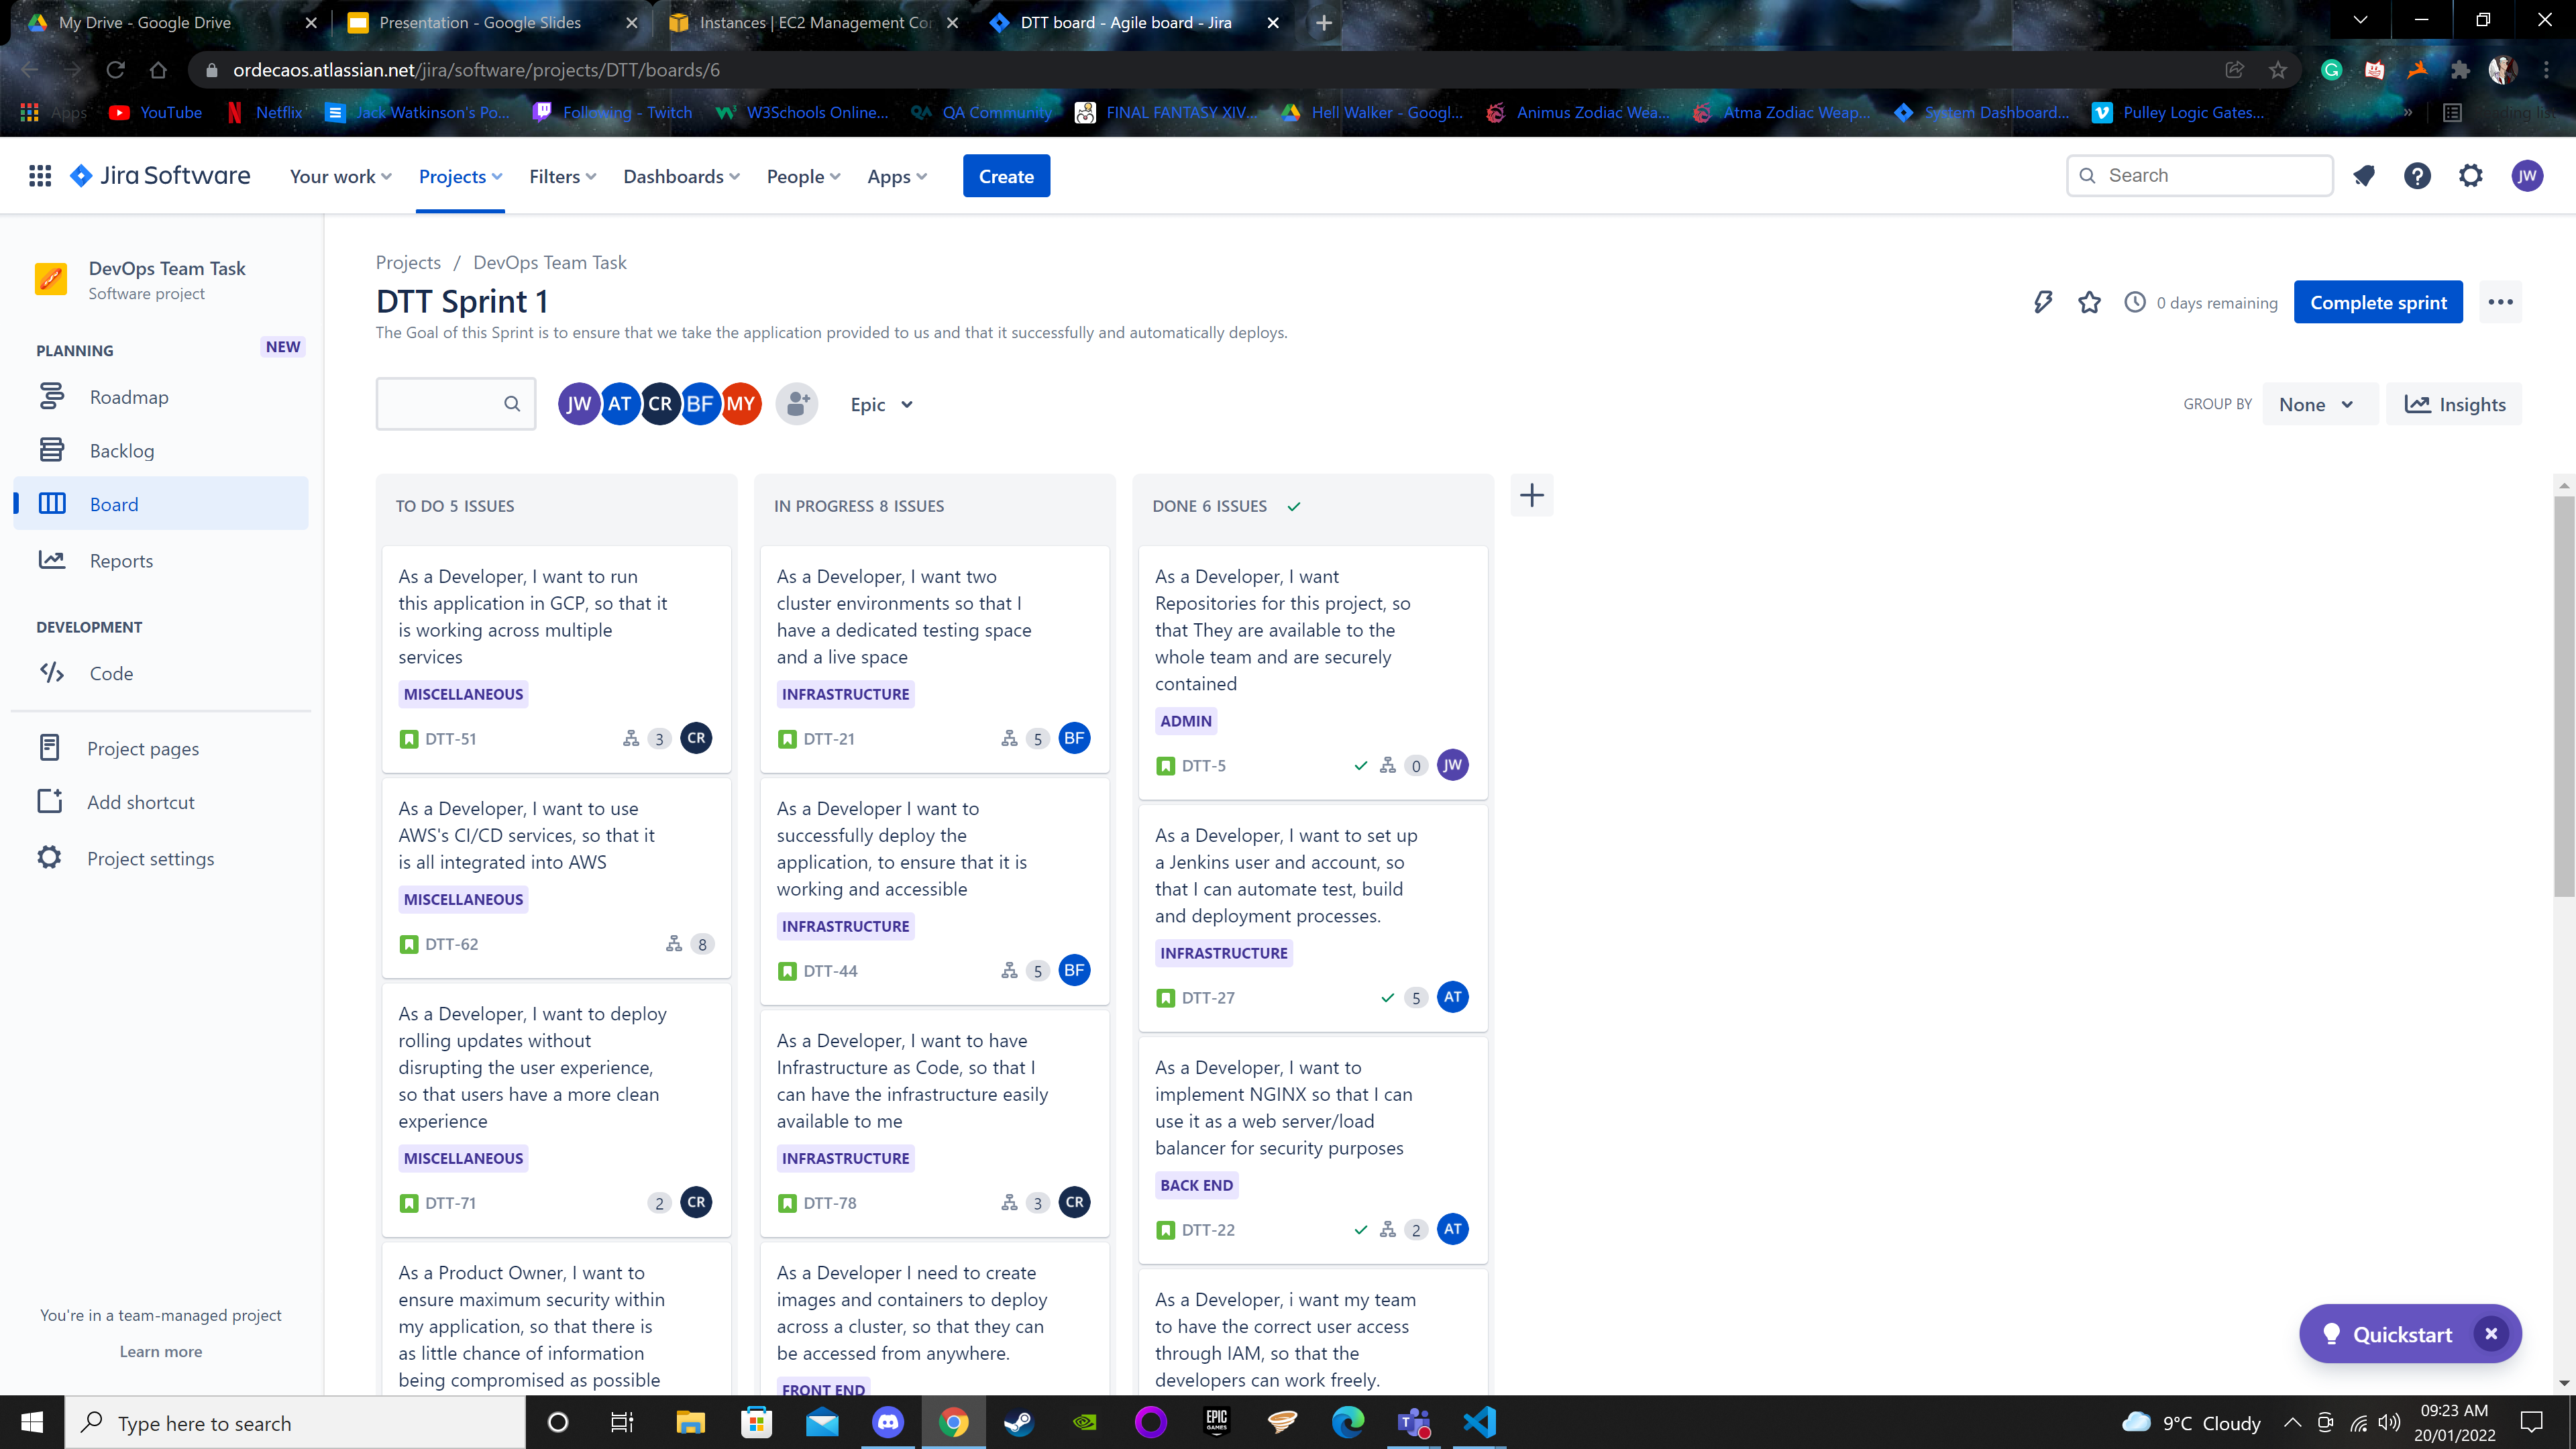 My Drive - Google Drive
Presentation - Google Slides
Instances | EC2 Management Con
DTT board - Agile board - Jira
ordecaos.atlassian.net/jira/software/projects/DTT/boards/6
Apps
YouTube
Netflix
Jack Watkinson's Po...
Following - Twitch
W3Schools Online...
QA Community
FINAL FANTASY XIV...
Hell Walker - Googl...
Animus Zodiac Wea...
Atma Zodiac Weap...
System Dashboard...
Pulley Logic Gates...
Jira Software
Your work
Projects
Filters
Dashboards
People
Apps
Create
Search
JW
DevOps Team Task
Software project
PLANNING
NEW
Roadmap
Backlog
Board
Reports
DEVELOPMENT
Code
Project pages
Add shortcut
Project settings
You're in a team-managed project
Learn more
Projects / DevOps Team Task
DTT Sprint 1
The Goal of this Sprint is to ensure that we take the application provided to us and that it successfully and automatically deploys.
0 days remaining
Complete sprint
JW AT CR BF MY
Epic
GROUP BY
None
Insights
TO DO 5 ISSUES
As a Developer, I want to run
this application in GCP, so that it
is working across multiple
services
MISCELLANEOUS
DTT-51
3
CR
As a Developer, I want to use
AWS's CI/CD services, so that it
is all integrated into AWS
MISCELLANEOUS
DTT-62
8
As a Developer, I want to deploy
rolling updates without
disrupting the user experience,
so that users have a more clean
experience
MISCELLANEOUS
DTT-71
2
CR
As a Product Owner, I want to
ensure maximum security within
my application, so that there is
as little chance of information
being compromised as possible
IN PROGRESS 8 ISSUES
As a Developer, I want two
cluster environments so that I
have a dedicated testing space
and a live space
INFRASTRUCTURE
DTT-21
5
BF
As a Developer I want to
successfully deploy the
application, to ensure that it is
working and accessible
INFRASTRUCTURE
DTT-44
5
BF
As a Developer, I want to have
Infrastructure as Code, so that I
can have the infrastructure easily
available to me
INFRASTRUCTURE
DTT-78
3
CR
As a Developer I need to create
images and containers to deploy
across a cluster, so that they can
be accessed from anywhere.
FRONT END
DONE 6 ISSUES
As a Developer, I want
Repositories for this project, so
that They are available to the
whole team and are securely
contained
ADMIN
DTT-5
0
JW
As a Developer, I want to set up
a Jenkins user and account, so
that I can automate test, build
and deployment processes.
INFRASTRUCTURE
DTT-27
5
AT
As a Developer, I want to
implement NGINX so that I can
use it as a web server/load
balancer for security purposes
BACK END
DTT-22
2
AT
As a Developer, i want my team
to have the correct user access
through IAM, so that the
developers can work freely.
Quickstart
Type here to search
EPIC
GAMES
9°C Cloudy
09:23 AM
20/01/2022